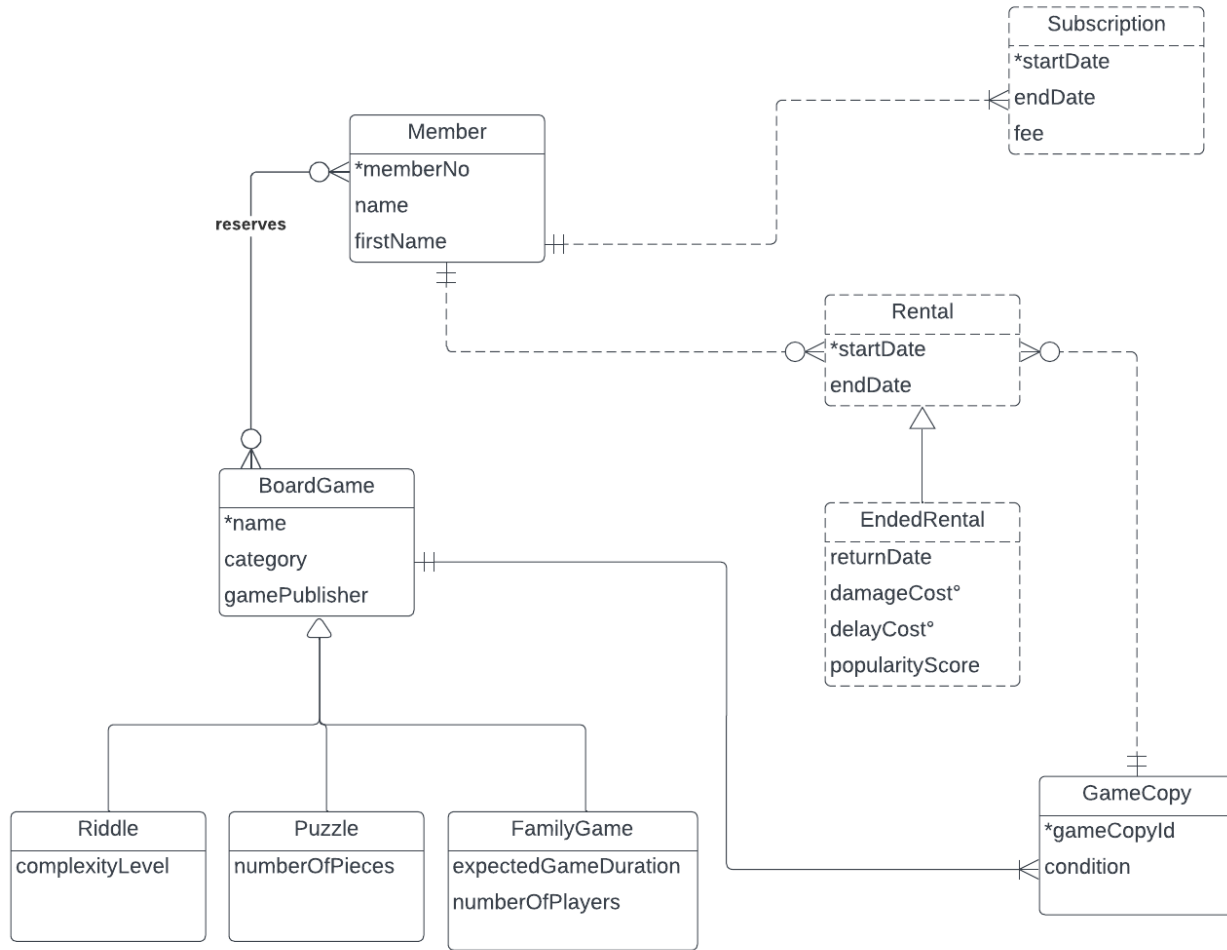 Subscription
*startDate
endDate
fee
Member
*memberNo
name
firstName
reserves
Rental
*startDate
endDate
BoardGame
*name
category
gamePublisher
EndedRental
returnDate
damageCost°
delayCost°
popularityScore
GameCopy
*gameCopyId
condition
Riddle
complexityLevel
Puzzle
numberOfPieces
FamilyGame
expectedGameDuration
numberOfPlayers